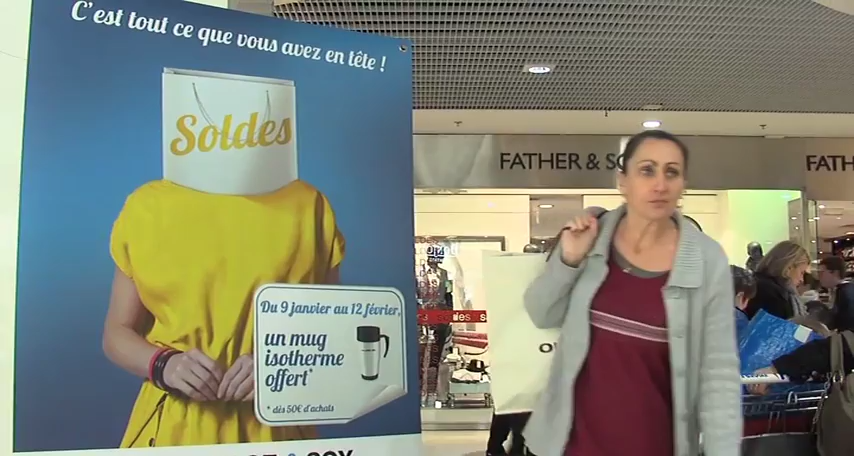 C'est tout ce que vous avez en tête !
Soldes
Du 9 janvier au 12 février,
un mug
isotherme
offert*
* dès 50€ d'achats
FATHER & SO
FATH